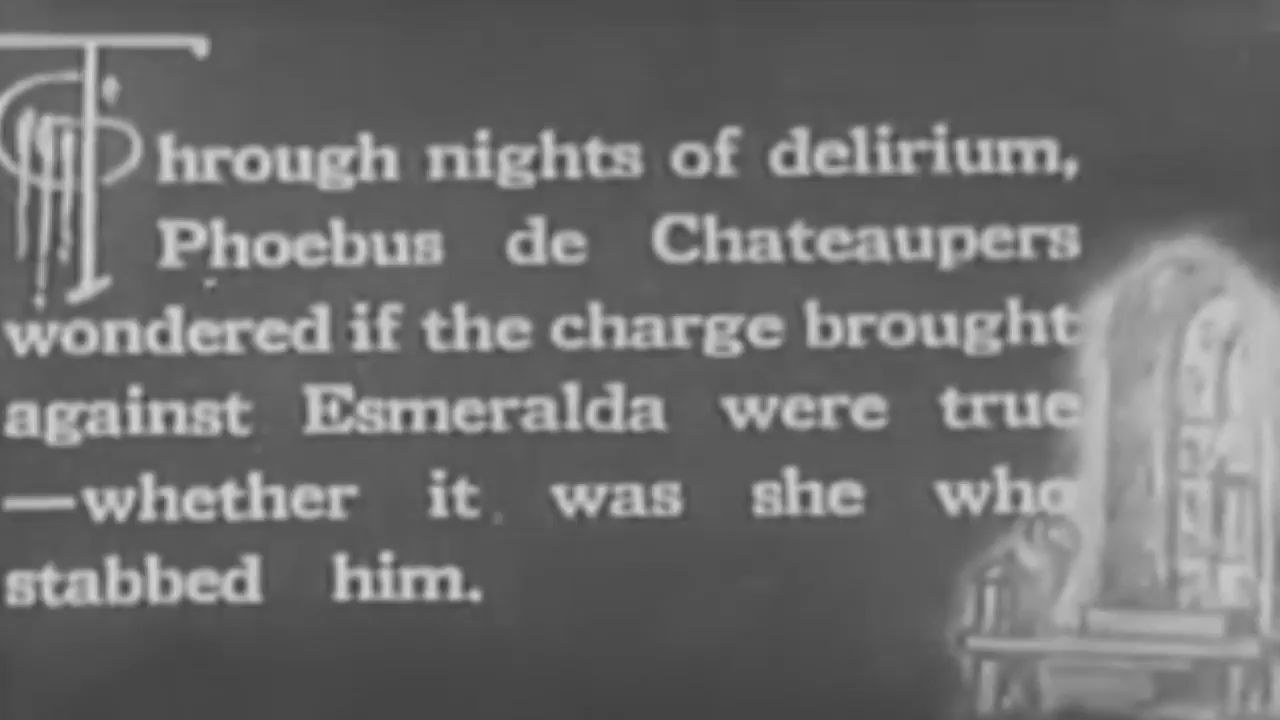 Through nights of delirium,
Phoebus de Chateaupers
wondered if the charge brought
against Esmeralda were true
—whether it was she who
stabbed him.